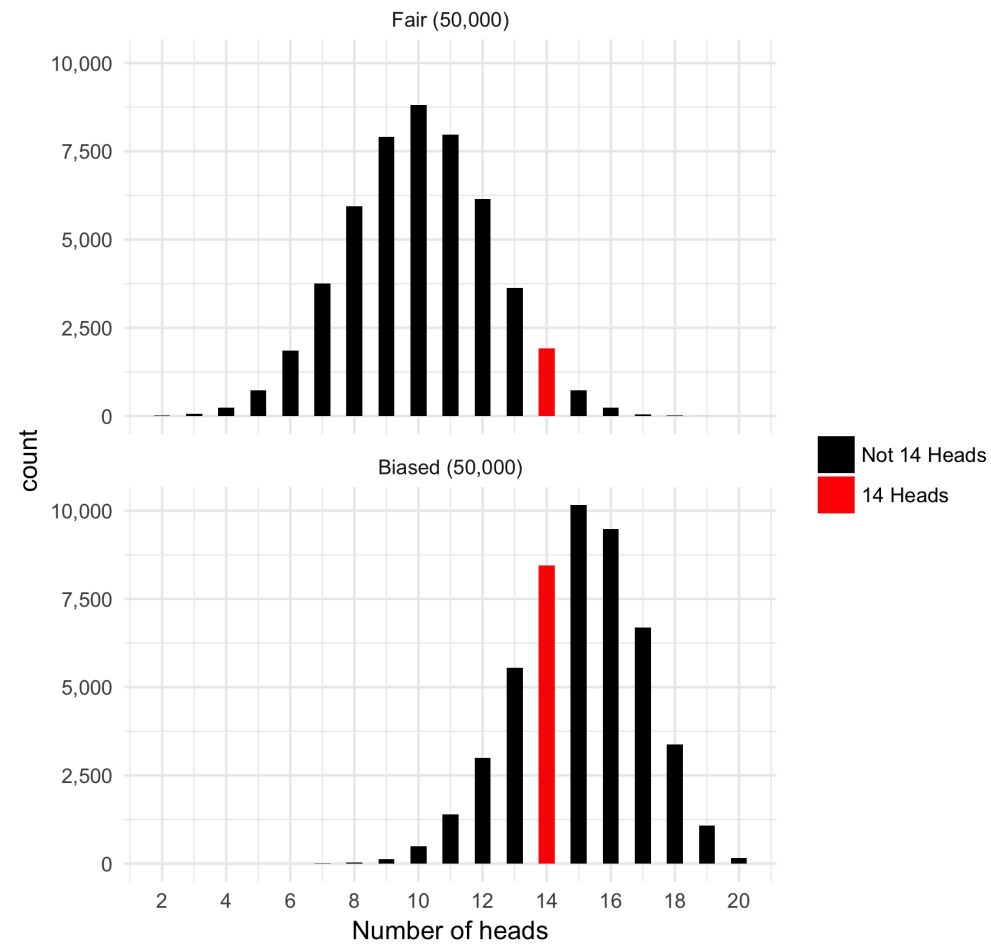 Fair (50,000)
10,000
7,500
5,000
2,500
0
Biased (50,000)
10,000
7,500
5,000
2,500
0
2 4 6 8 10 12 14 16 18 20
Number of heads
count
Not 14 Heads
14 Heads